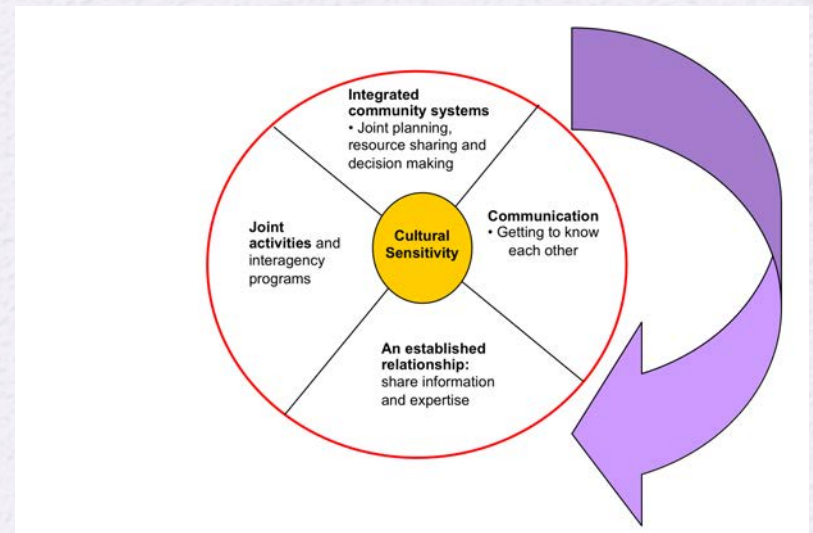 Integrated
community systems
• Joint planning,
resource sharing and
decision making
Communication
• Getting to know
each other
Cultural
Sensitivity
Joint
activities and
interagency
programs
An established
relationship:
share information
and expertise